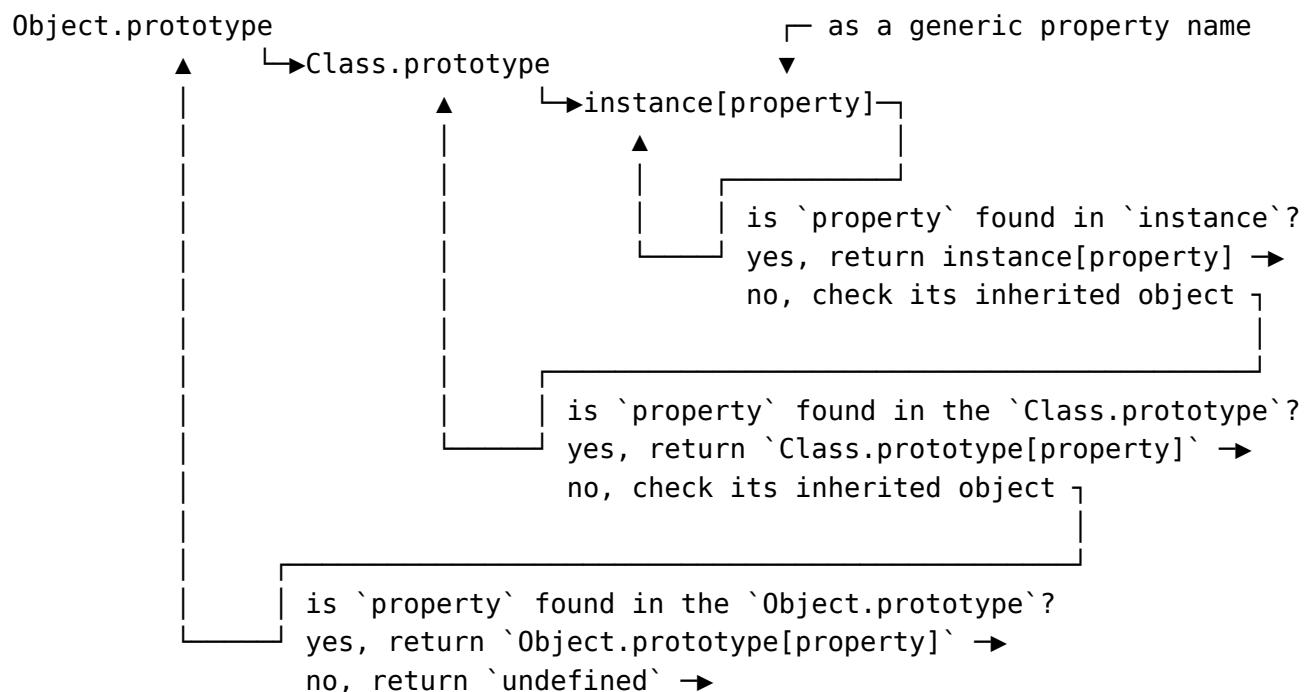 Object.prototype
as a generic property name
Class.prototype
instance[property]
is `property` found in `instance`?
yes, return instance[property]
no, check its inherited object
is `property` found in the `Class.prototype`?
yes, return `Class.prototype[property]`
no, check its inherited object
is `property` found in the `Object.prototype`?
yes, return `Object.prototype[property]`
no, return `undefined`